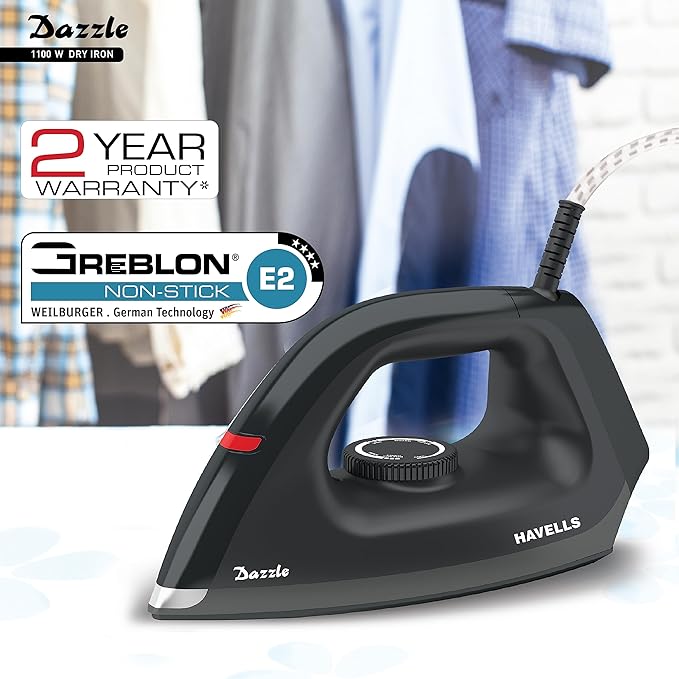 Dazzle
1100 W DRY IRON
2 YEAR
PRODUCT
WARRANTY*
GREBLON®
NON-STICK
E2
WEILBURGER . German Technology
HAVELLS
Dazzle